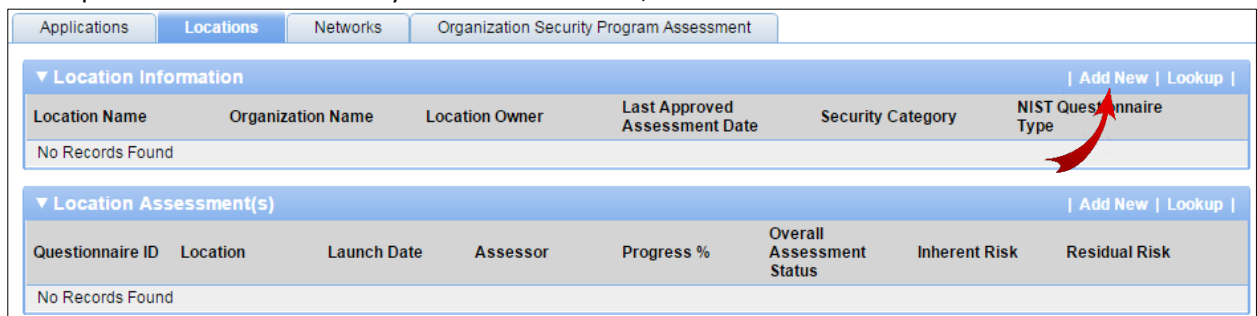 Applications Locations Networks Organization Security Program Assessment
▼ Location Information | Add New | Lookup |
Location Name Organization Name Location Owner Last Approved Assessment Date Security Category NIST Questionnaire Type
No Records Found
▼ Location Assessment(s) | Add New | Lookup |
Questionnaire ID Location Launch Date Assessor Progress % Overall Assessment Status Inherent Risk Residual Risk
No Records Found